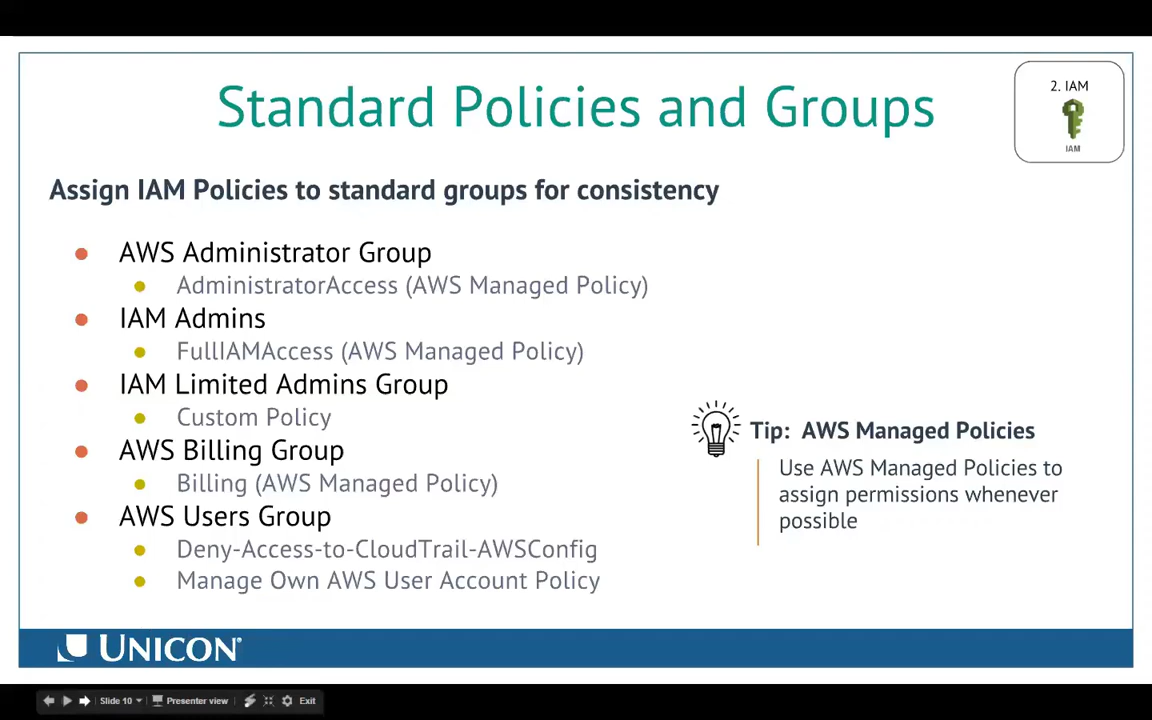 Standard Policies and Groups
2. IAM
IAM
Assign IAM Policies to standard groups for consistency
AWS Administrator Group
AdministratorAccess (AWS Managed Policy)
IAM Admins
FullIAMAccess (AWS Managed Policy)
IAM Limited Admins Group
Custom Policy
AWS Billing Group
Billing (AWS Managed Policy)
AWS Users Group
Deny-Access-to-CloudTrail-AWSConfig
Manage Own AWS User Account Policy
Tip: AWS Managed Policies
Use AWS Managed Policies to
assign permissions whenever
possible
UNICON®
Slide 10 Presenter view Exit